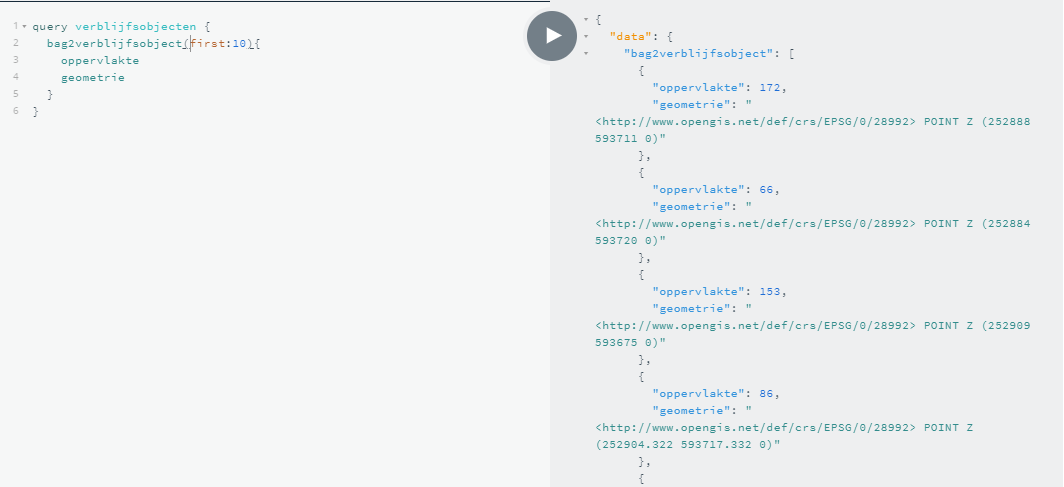 1 query verblijfsobjecten {
2 bag2verblijfsobject(first:10){
3 oppervlakte
4 geometrie
5 }
6 }
{
"data": {
"bag2verblijfsobject": [
{
"oppervlakte": 172,
"geometrie": "
<http://www.opengis.net/def/crs/EPSG/0/28992> POINT Z (252888
593711 0)"
},
{
"oppervlakte": 66,
"geometrie": "
<http://www.opengis.net/def/crs/EPSG/0/28992> POINT Z (252884
593720 0)"
},
{
"oppervlakte": 153,
"geometrie": "
<http://www.opengis.net/def/crs/EPSG/0/28992> POINT Z (252909
593675 0)"
},
{
"oppervlakte": 86,
"geometrie": "
<http://www.opengis.net/def/crs/EPSG/0/28992> POINT Z
(252904.322 593717.332 0)"
},
{